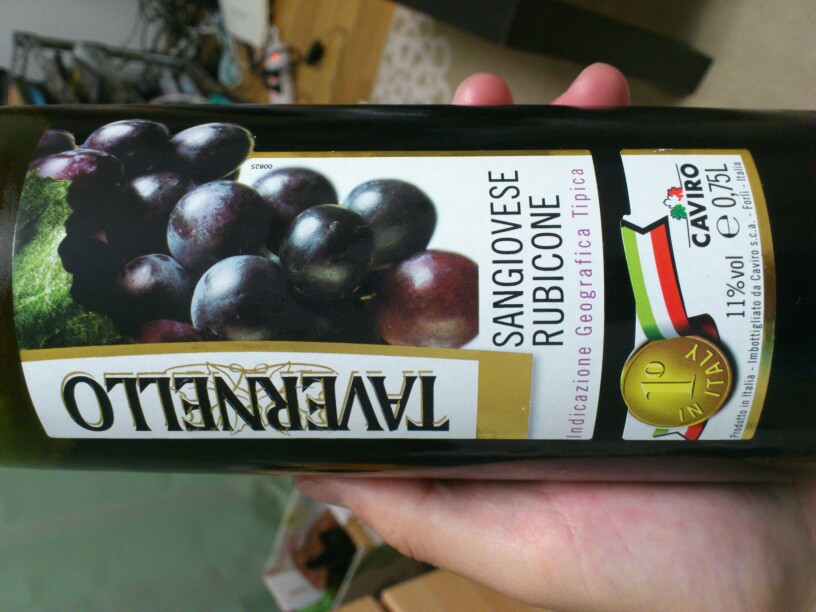 TAVERNELLO
00825
SANGIOVESE
RUBICONE
Indicazione Geografica Tipica
CAVIRO
11%vol e 0,75L
1º
IN ITALY
Prodotto in Italia - Imbottigliato da Caviro s.c.a. - Forlì - Italia